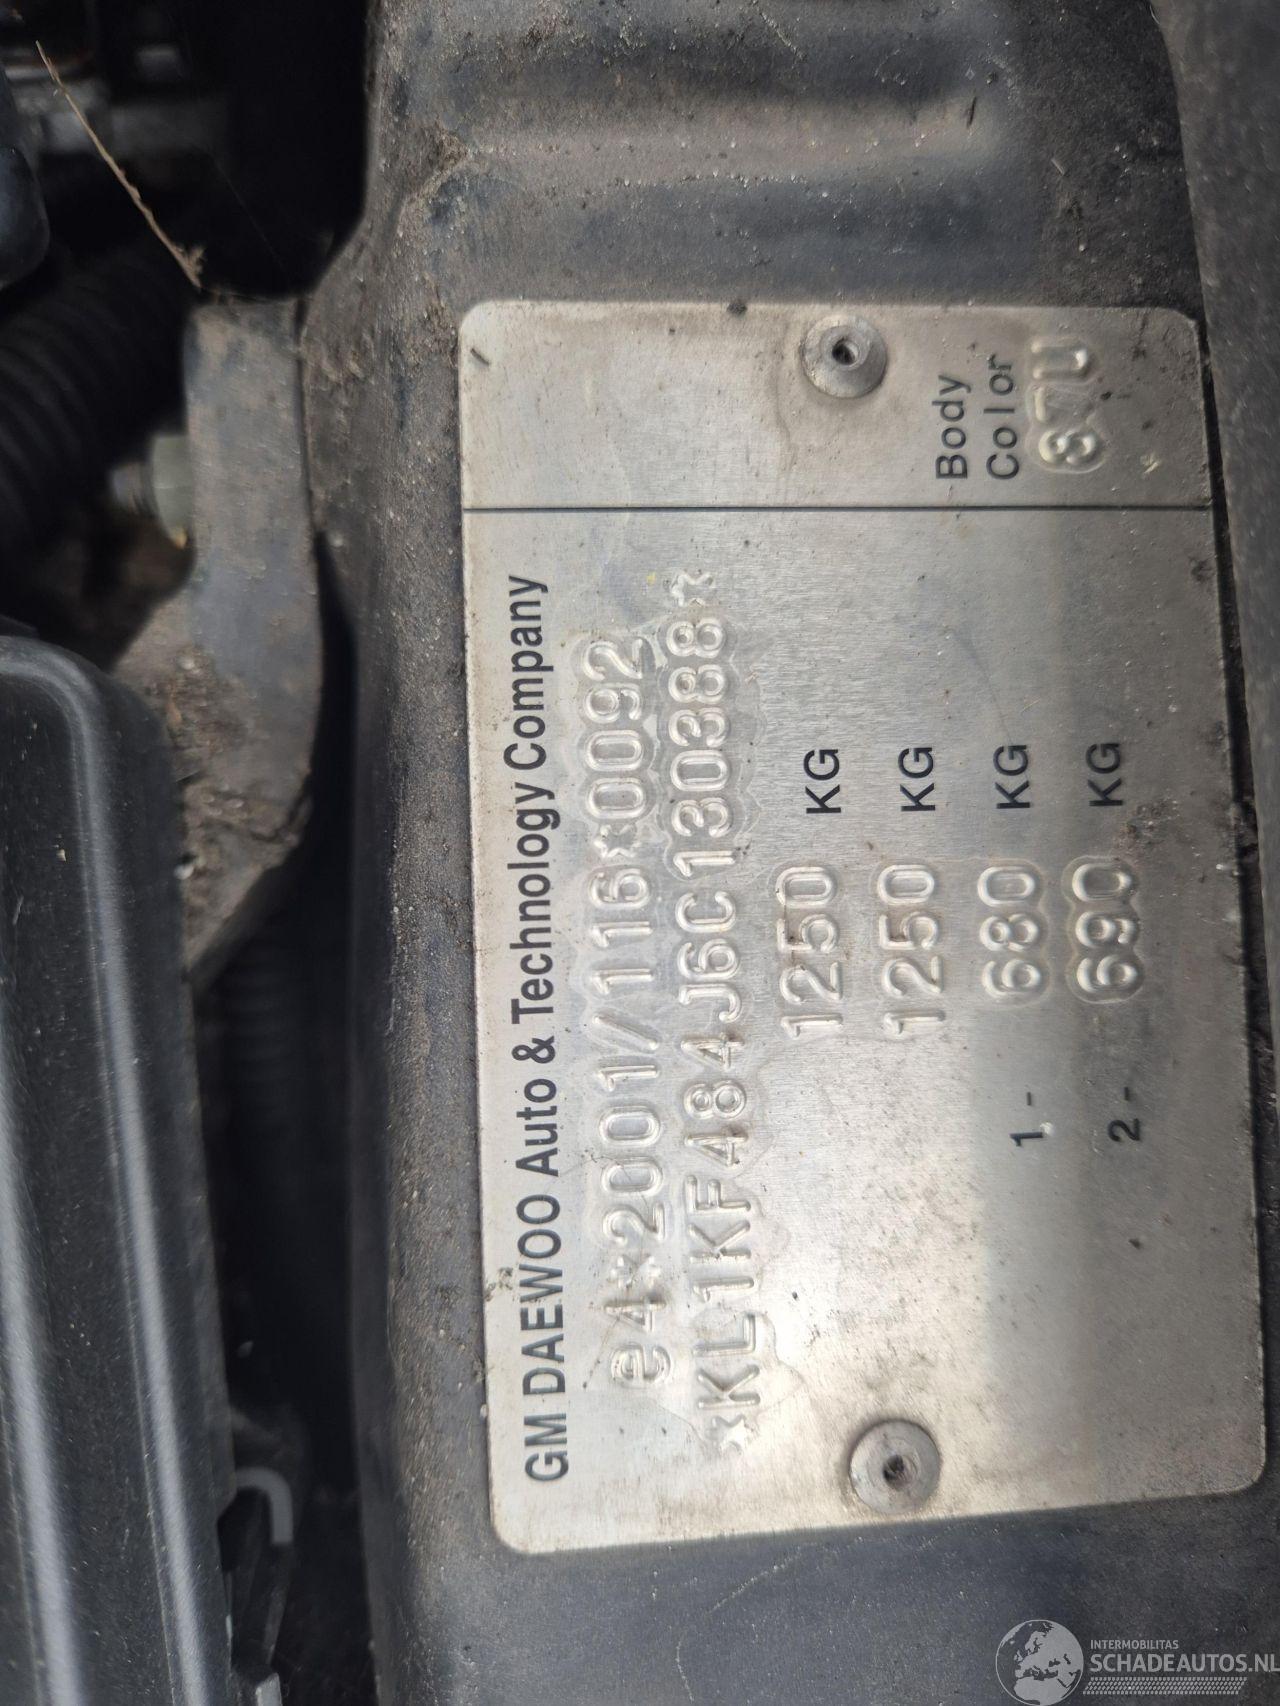 GM DAEWOO Auto & Technology Company
e4*2001/116*0092
*KL1KF484J6C130388*
1250 KG
1250 KG
1- 680 KG
2- 690 KG
Body
Color
87U
INTERMOBILITAS
SCHADEAUTOS.NL